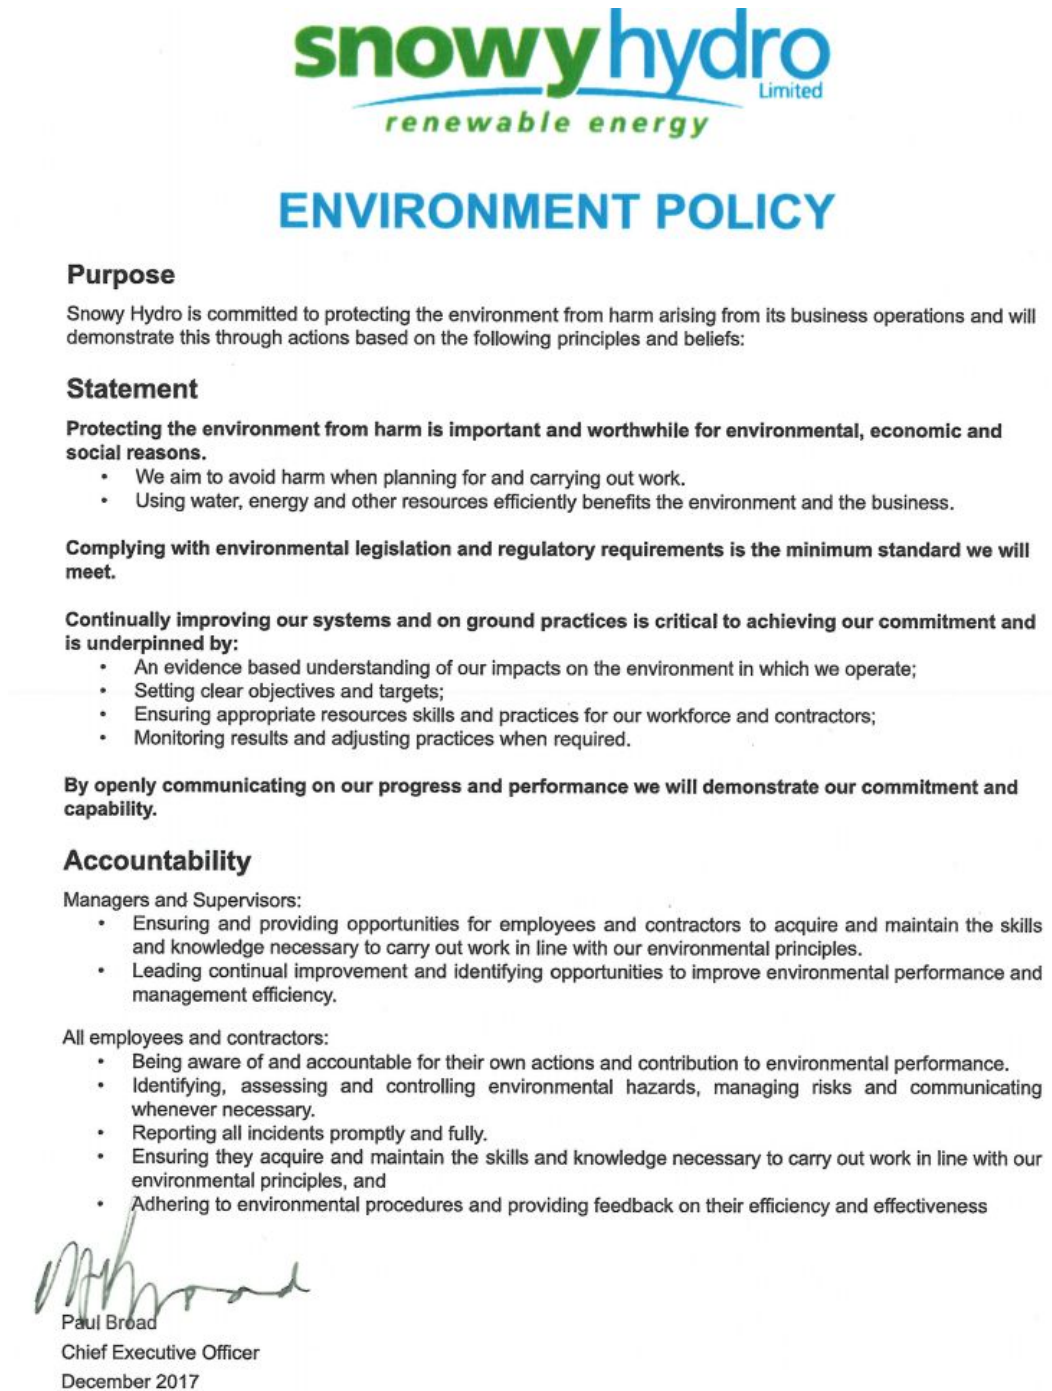 snowyhydro
Limited
renewable energy
ENVIRONMENT POLICY
Purpose
Snowy Hydro is committed to protecting the environment from harm arising from its business operations and will
demonstrate this through actions based on the following principles and beliefs:
Statement
Protecting the environment from harm is important and worthwhile for environmental, economic and
social reasons.
• We aim to avoid harm when planning for and carrying out work.
• Using water, energy and other resources efficiently benefits the environment and the business.
Complying with environmental legislation and regulatory requirements is the minimum standard we will
meet.
Continually improving our systems and on ground practices is critical to achieving our commitment and
is underpinned by:
• An evidence based understanding of our impacts on the environment in which we operate;
• Setting clear objectives and targets;
• Ensuring appropriate resources skills and practices for our workforce and contractors;
• Monitoring results and adjusting practices when required.
By openly communicating on our progress and performance we will demonstrate our commitment and
capability.
Accountability
Managers and Supervisors:
• Ensuring and providing opportunities for employees and contractors to acquire and maintain the skills
and knowledge necessary to carry out work in line with our environmental principles.
• Leading continual improvement and identifying opportunities to improve environmental performance and
management efficiency.
All employees and contractors:
• Being aware of and accountable for their own actions and contribution to environmental performance.
• Identifying, assessing and controlling environmental hazards, managing risks and communicating
whenever necessary.
• Reporting all incidents promptly and fully.
• Ensuring they acquire and maintain the skills and knowledge necessary to carry out work in line with our
environmental principles, and
• Adhering to environmental procedures and providing feedback on their efficiency and effectiveness
Paul Broad
Chief Executive Officer
December 2017